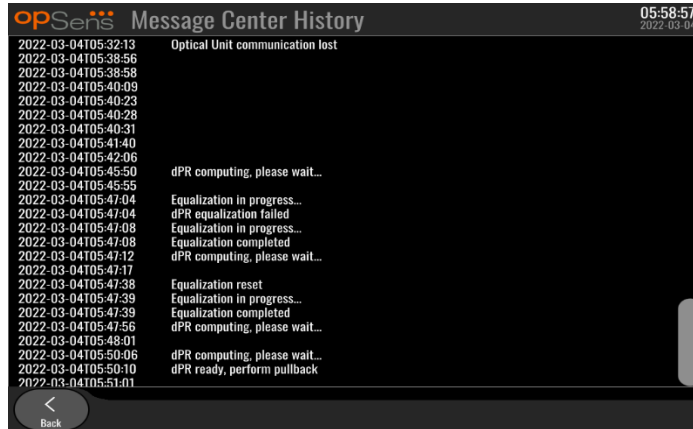 opSens Message Center History
05:58:57
2022-03-04
2022-03-04T05:32:13 Optical Unit communication lost
2022-03-04T05:38:56
2022-03-04T05:38:58
2022-03-04T05:40:09
2022-03-04T05:40:23
2022-03-04T05:40:28
2022-03-04T05:40:31
2022-03-04T05:41:40
2022-03-04T05:42:06
2022-03-04T05:45:50 dPR computing, please wait...
2022-03-04T05:45:55
2022-03-04T05:47:04 Equalization in progress...
2022-03-04T05:47:04 dPR equalization failed
2022-03-04T05:47:08 Equalization in progress...
2022-03-04T05:47:08 Equalization completed
2022-03-04T05:47:12 dPR computing, please wait...
2022-03-04T05:47:17
2022-03-04T05:47:38 Equalization reset
2022-03-04T05:47:39 Equalization in progress...
2022-03-04T05:47:39 Equalization completed
2022-03-04T05:47:56 dPR computing, please wait...
2022-03-04T05:48:01
2022-03-04T05:50:06 dPR computing, please wait...
2022-03-04T05:50:10 dPR ready, perform pullback
2022-03-04T05:51:01
Back